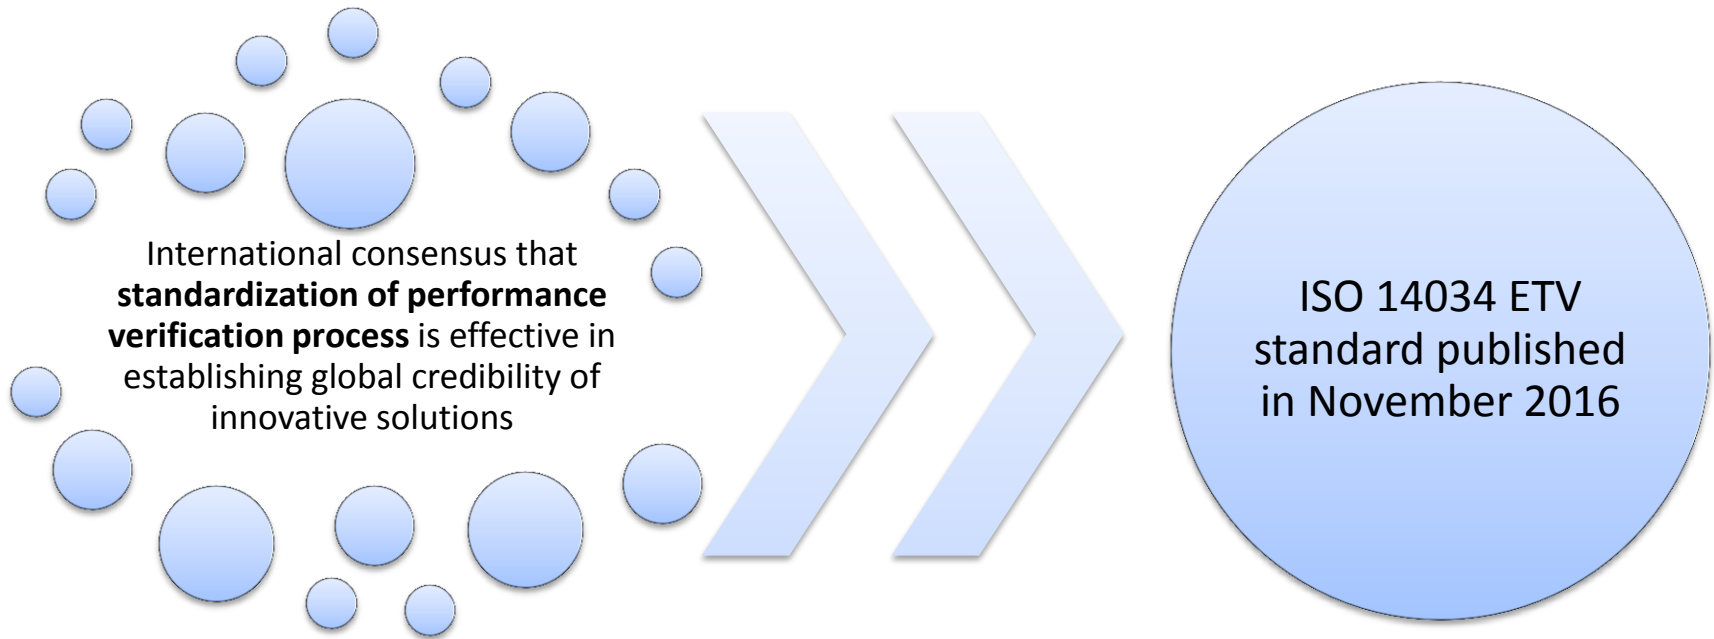 International consensus that
standardization of performance
verification process is effective in
establishing global credibility of
innovative solutions
ISO 14034 ETV
standard published
in November 2016